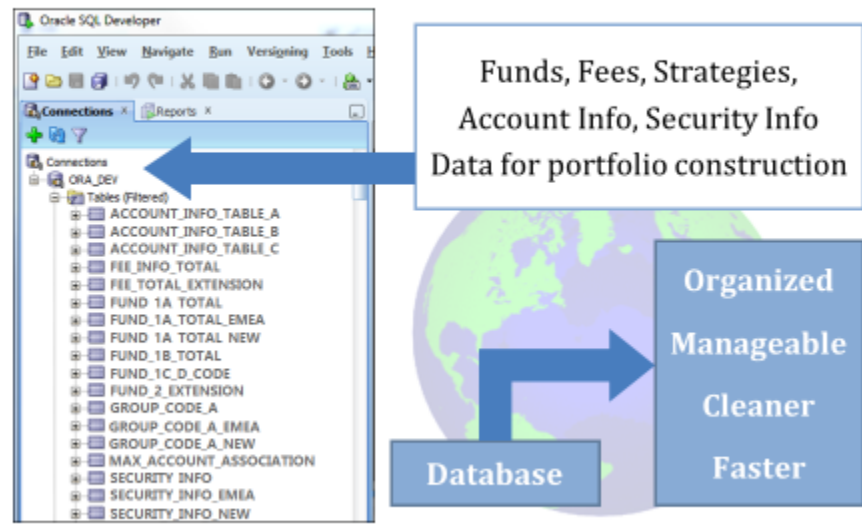 Oracle SQL Developer
File Edit View Navigate Run Versioning Tools
Connections Reports
Connections
ORA_DEV
Tables (Filtered)
ACCOUNT_INFO_TABLE_A
ACCOUNT_INFO_TABLE_B
ACCOUNT_INFO_TABLE_C
FEE_INFO_TOTAL
FEE_TOTAL_EXTENSION
FUND_1A_TOTAL
FUND_1A_TOTAL_EMEA
FUND_1A_TOTAL_NEW
FUND_1B_TOTAL
FUND_1C_D_CODE
FUND_2_EXTENSION
GROUP_CODE_A
GROUP_CODE_A_EMEA
GROUP_CODE_A_NEW
MAX_ACCOUNT_ASSOCIATION
SECURITY_INFO
SECURITY_INFO_EMEA
SECURITY_INFO_NEW
Funds, Fees, Strategies,
Account Info, Security Info
Data for portfolio construction
Database
Organized
Manageable
Cleaner
Faster